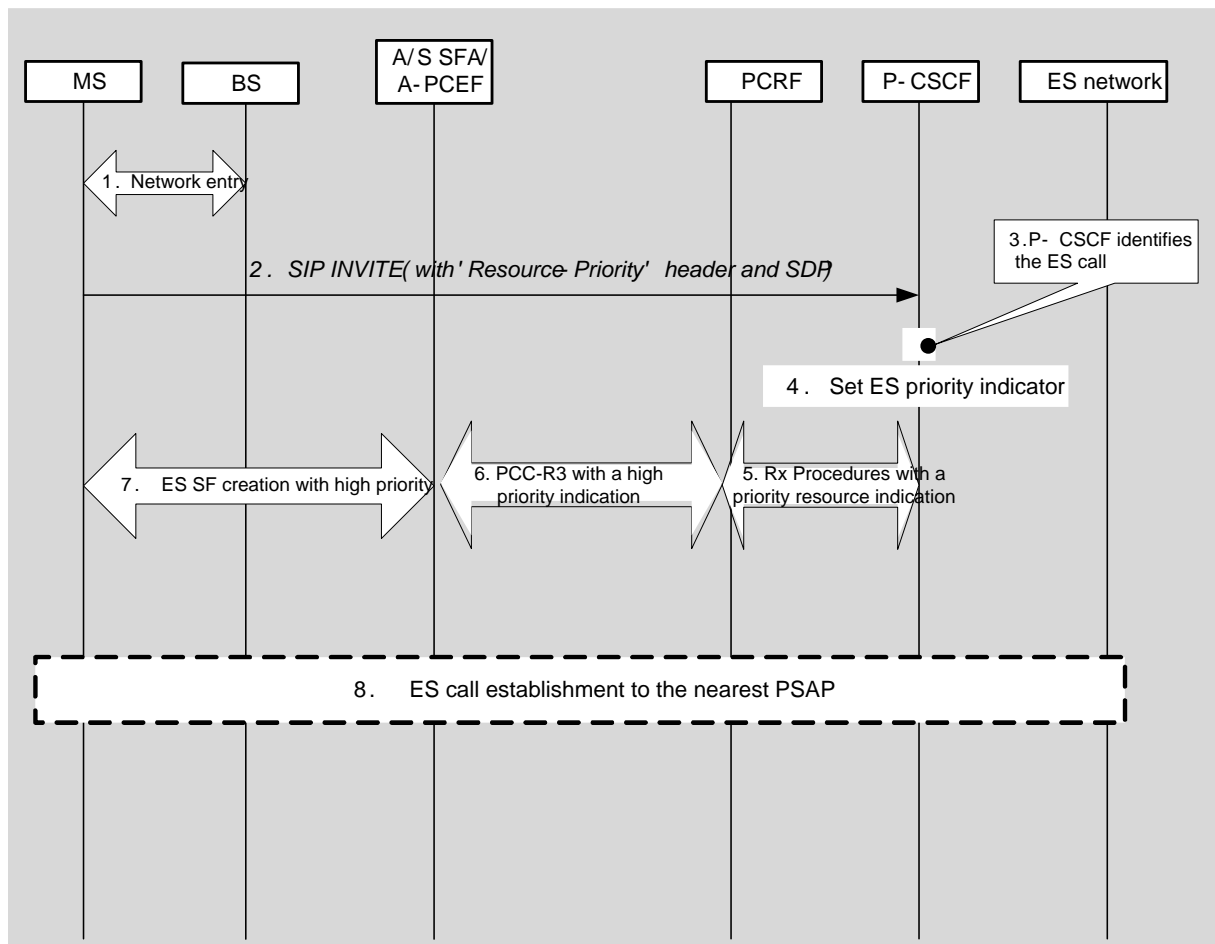 MS
BS
A/S SFA/
A-PCEF
PCRF
P-CSCF
ES network
1. Network entry
2. SIP INVITE(with'Resource-Priority' header and SDP)
3.P-CSCF identifies
the ES call
4. Set ES priority indicator
7. ES SF creation with high priority
6. PCC-R3 with a high
priority indication
5. Rx Procedures with a
priority resource indication
8. ES call establishment to the nearest PSAP